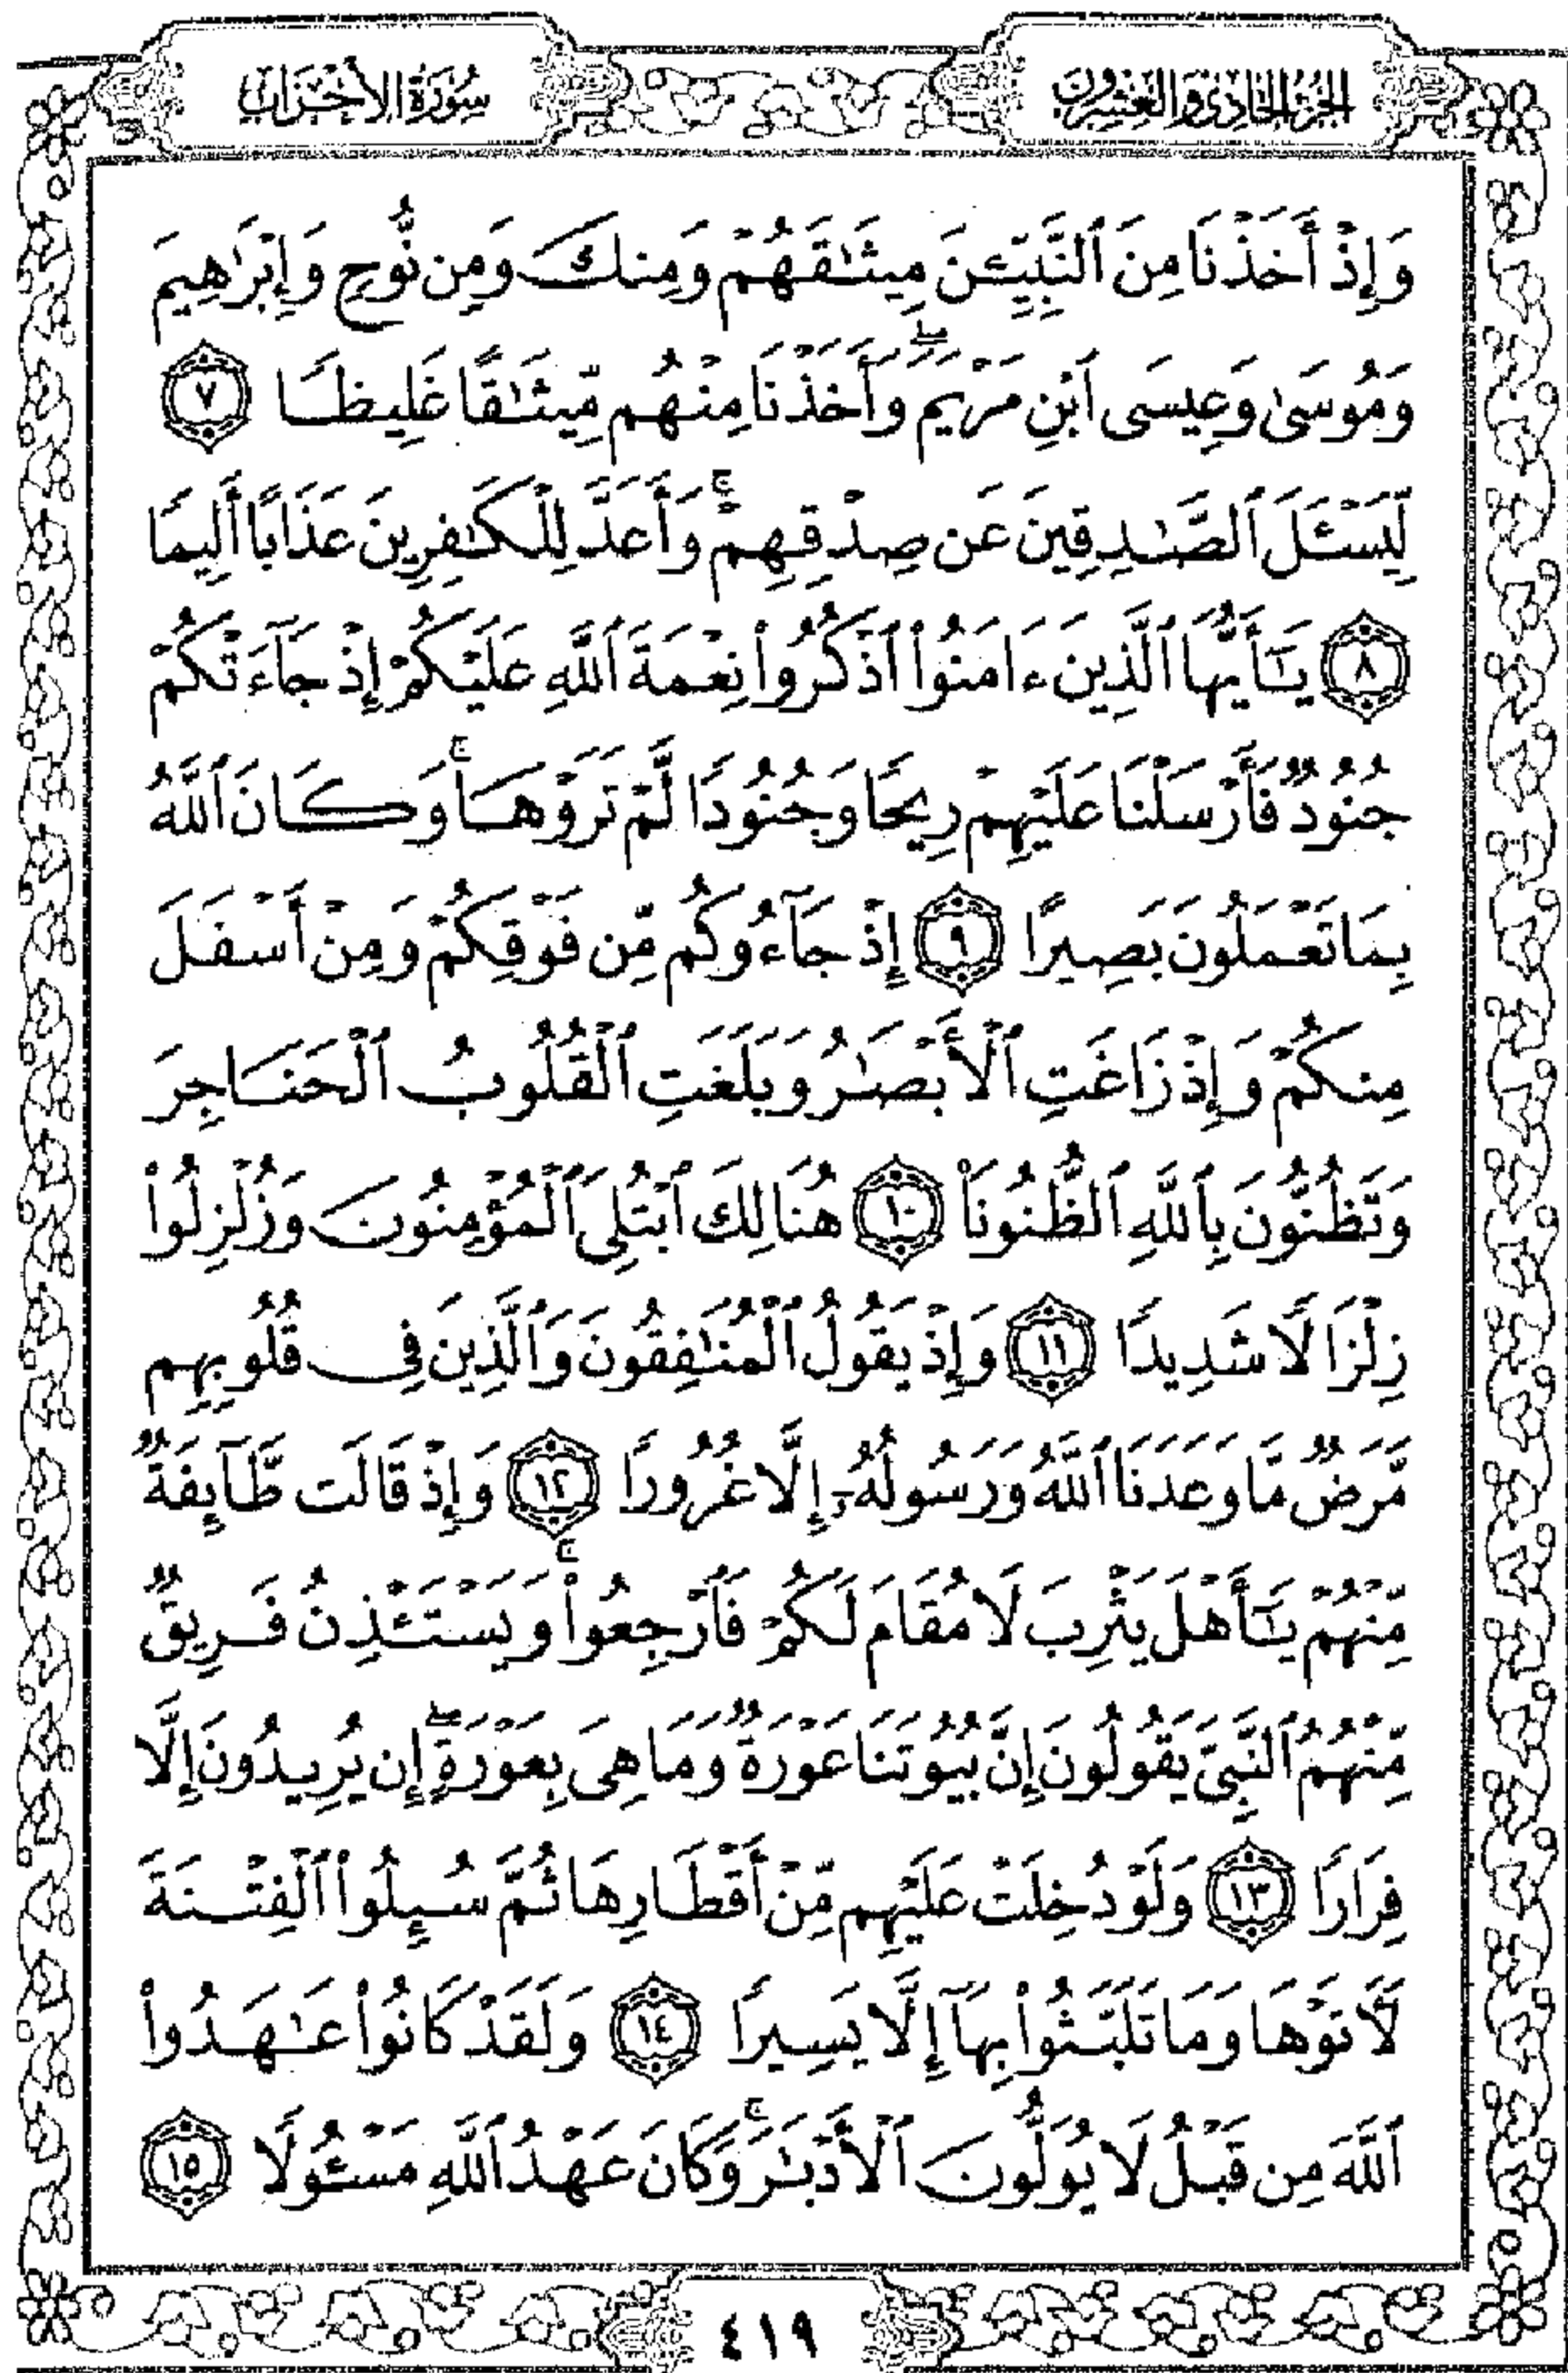 الجزء الحادي والعشرون
سورة الأحزاب
وَإِذْ أَخَذْنَا مِنَ ٱلنَّبِيِّـۧنَ مِيثَـٰقَهُمْ وَمِنكَ وَمِن نُّوحٍ وَإِبْرَٰهِيمَ
وَمُوسَىٰ وَعِيسَى ٱبْنِ مَرْيَمَ ۖ وَأَخَذْنَا مِنْهُم مِّيثَـٰقًا غَلِيظًا ٧
لِّيَسْـَٔلَ ٱلصَّـٰدِقِينَ عَن صِدْقِهِمْ ۚ وَأَعَدَّ لِلْكَـٰفِرِينَ عَذَابًا أَلِيمًا
٨ يَـٰٓأَيُّهَا ٱلَّذِينَ ءَامَنُوا۟ ٱذْكُرُوا۟ نِعْمَةَ ٱللَّهِ عَلَيْكُمْ إِذْ جَآءَتْكُمْ
جُنُودٌ فَأَرْسَلْنَا عَلَيْهِمْ رِيحًا وَجُنُودًا لَّمْ تَرَوْهَا ۚ وَكَانَ ٱللَّهُ
بِمَا تَعْمَلُونَ بَصِيرًا ٩ إِذْ جَآءُوكُم مِّن فَوْقِكُمْ وَمِنْ أَسْفَلَ
مِنكُمْ وَإِذْ زَاغَتِ ٱلْأَبْصَـٰرُ وَبَلَغَتِ ٱلْقُلُوبُ ٱلْحَنَاجِرَ
وَتَظُنُّونَ بِٱللَّهِ ٱلظُّنُونَا۠ ١٠ هُنَالِكَ ٱبْتُلِىَ ٱلْمُؤْمِنُونَ وَزُلْزِلُوا۟
زِلْزَالًا شَدِيدًا ١١ وَإِذْ يَقُولُ ٱلْمُنَـٰفِقُونَ وَٱلَّذِينَ فِى قُلُوبِهِم
مَّرَضٌ مَّا وَعَدَنَا ٱللَّهُ وَرَسُولُهُۥٓ إِلَّا غُرُورًا ١٢ وَإِذْ قَالَت طَّآئِفَةٌ
مِّنْهُمْ يَـٰٓأَهْلَ يَثْرِبَ لَا مُقَامَ لَكُمْ فَٱرْجِعُوا۟ ۚ وَيَسْتَـْٔذِنُ فَرِيقٌ
مِّنْهُمُ ٱلنَّبِىَّ يَقُولُونَ إِنَّ بُيُوتَنَا عَوْرَةٌ وَمَا هِىَ بِعَوْرَةٍ ۖ إِن يُرِيدُونَ إِلَّا
فِرَارًا ١٣ وَلَوْ دُخِلَتْ عَلَيْهِم مِّنْ أَقْطَارِهَا ثُمَّ سُئِلُوا۟ ٱلْفِتْنَةَ
لَـَٔاتَوْهَا وَمَا تَلَبَّثُوا۟ بِهَآ إِلَّا يَسِيرًا ١٤ وَلَقَدْ كَانُوا۟ عَـٰهَدُوا۟
ٱللَّهَ مِن قَبْلُ لَا يُوَلُّونَ ٱلْأَدْبَـٰرَ ۚ وَكَانَ عَهْدُ ٱللَّهِ مَسْـُٔولًا ١٥
٤١٩